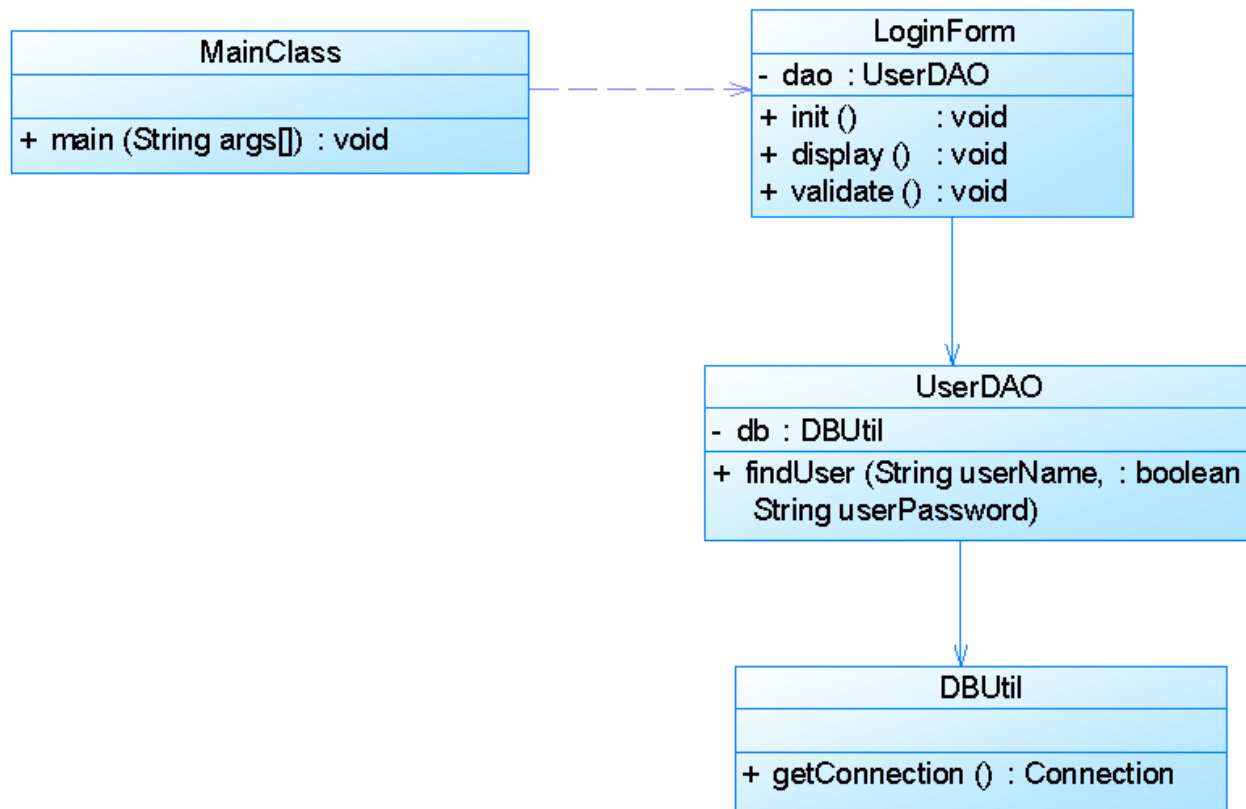 MainClass
+ main (String args[]) : void
LoginForm
- dao : UserDAO
+ init () : void
+ display () : void
+ validate () : void
UserDAO
- db : DBUtil
+ findUser (String userName, : boolean
String userPassword)
DBUtil
+ getConnection () : Connection